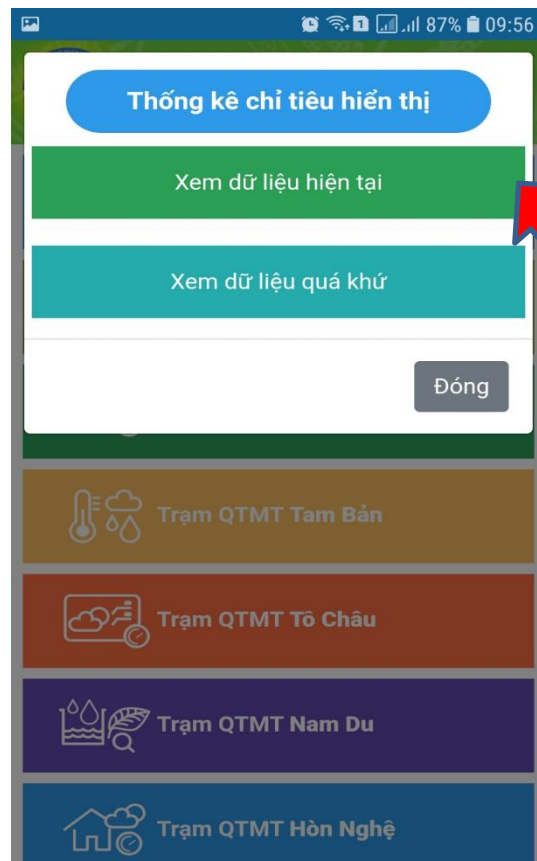 87% 09:56
Thống kê chỉ tiêu hiển thị
Xem dữ liệu hiện tại
Xem dữ liệu quá khứ
Đóng
Trạm QTMT Tam Bản
Trạm QTMT Tô Châu
Trạm QTMT Nam Du
Trạm QTMT Hòn Nghệ